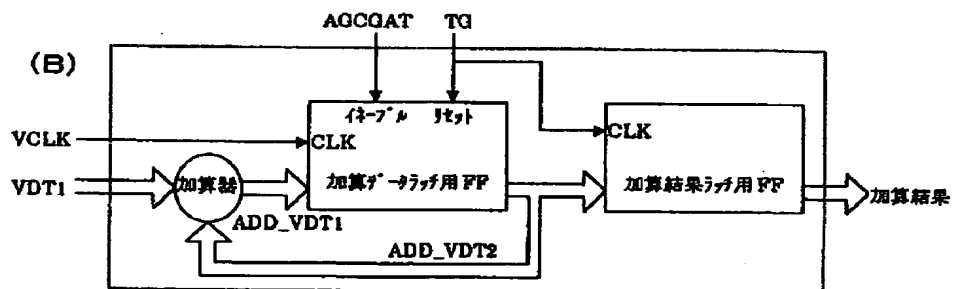 AGCGAT TG
(B)
イネーブル リセット
VCLK
CLK
CLK
VDT1
加算器
加算データラッチ用FF
加算結果ラッチ用FF
加算結果
ADD_VDT1
ADD_VDT2